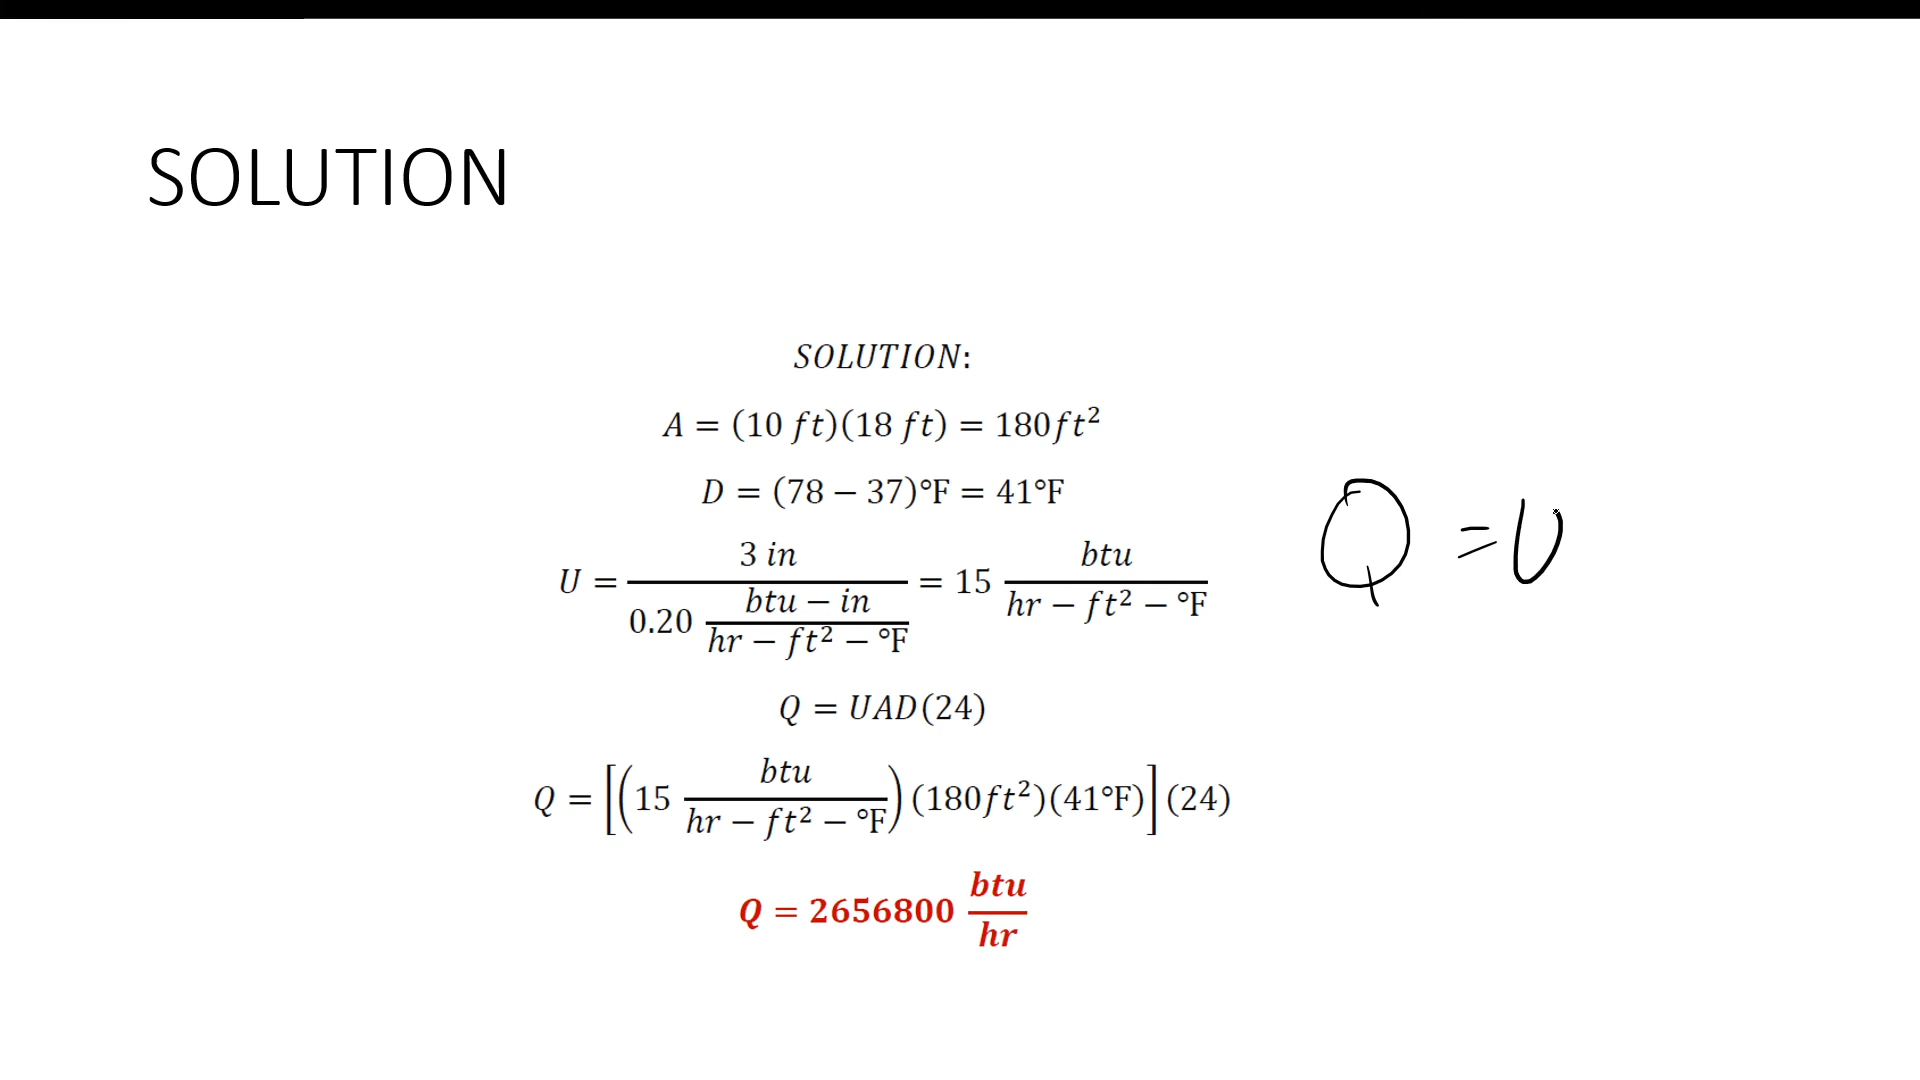 SOLUTION
SOLUTION:
A = (10 ft)(18 ft) = 180ft²
D = (78 − 37)°F = 41°F
U = 3 in / (0.20 (btu − in)/(hr − ft² − °F)) = 15 btu/(hr − ft² − °F)
Q = U
Q = UAD(24)
Q = [(15 btu/(hr − ft² − °F))(180ft²)(41°F)](24)
Q = 2656800 btu/hr